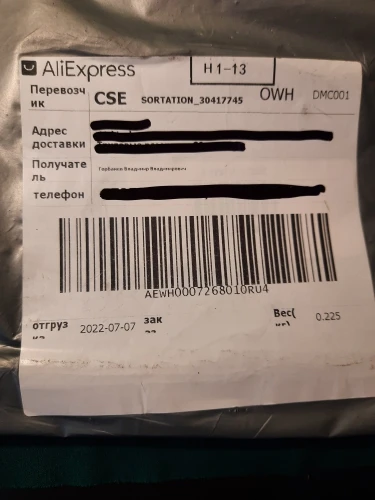 AliExpress
H1-13
Перевозч
ик
CSE SORTATION_30417745 OWH DMC001
Адрес
доставки
Получате
ль
телефон
AEWH0007268010RU4
отгруз 2022-07-07 зак Вес( 0.225